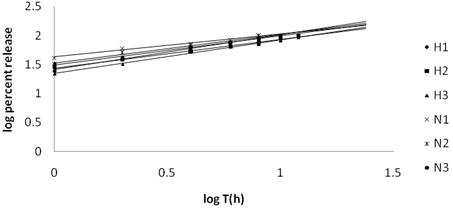 2.5
2
1.5
1
0.5
0
0 0.5 1 1.5
log percent release
log T(h)
H1
H2
H3
N1
N2
N3